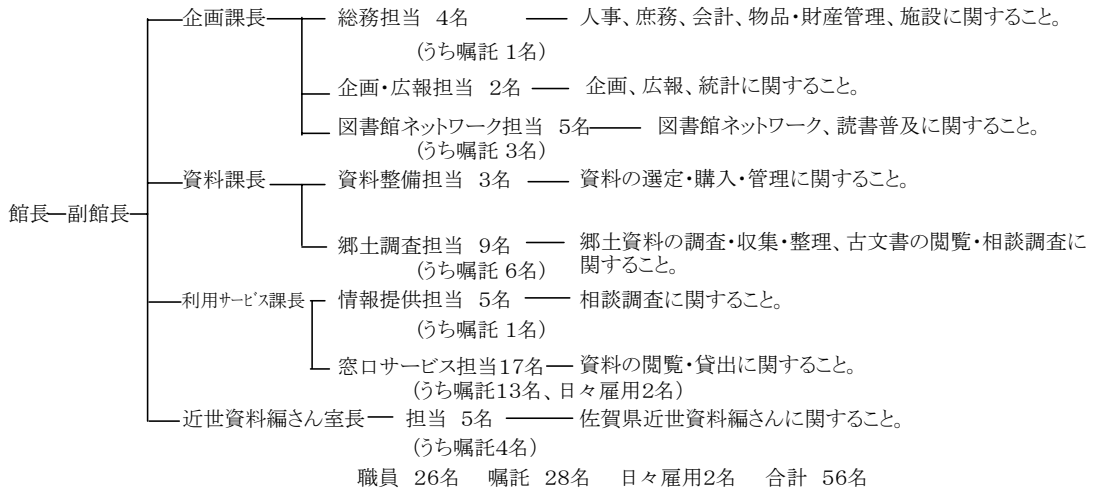 企画課長 総務担当 4名 人事、庶務、会計、物品・財産管理、施設に関すること。
(うち嘱託 1名)
企画・広報担当 2名 企画、広報、統計に関すること。
図書館ネットワーク担当 5名 図書館ネットワーク、読書普及に関すること。
(うち嘱託 3名)
資料課長 資料整備担当 3名 資料の選定・購入・管理に関すること。
館長 副館長
郷土調査担当 9名 郷土資料の調査・収集・整理、古文書の閲覧・相談調査に
(うち嘱託 6名) 関すること。
利用サービス課長 情報提供担当 5名 相談調査に関すること。
(うち嘱託 1名)
窓口サービス担当17名 資料の閲覧・貸出に関すること。
(うち嘱託13名、日々雇用2名)
近世資料編さん室長 担当 5名 佐賀県近世資料編さんに関すること。
(うち嘱託4名)
職員 26名 嘱託 28名 日々雇用2名 合計 56名